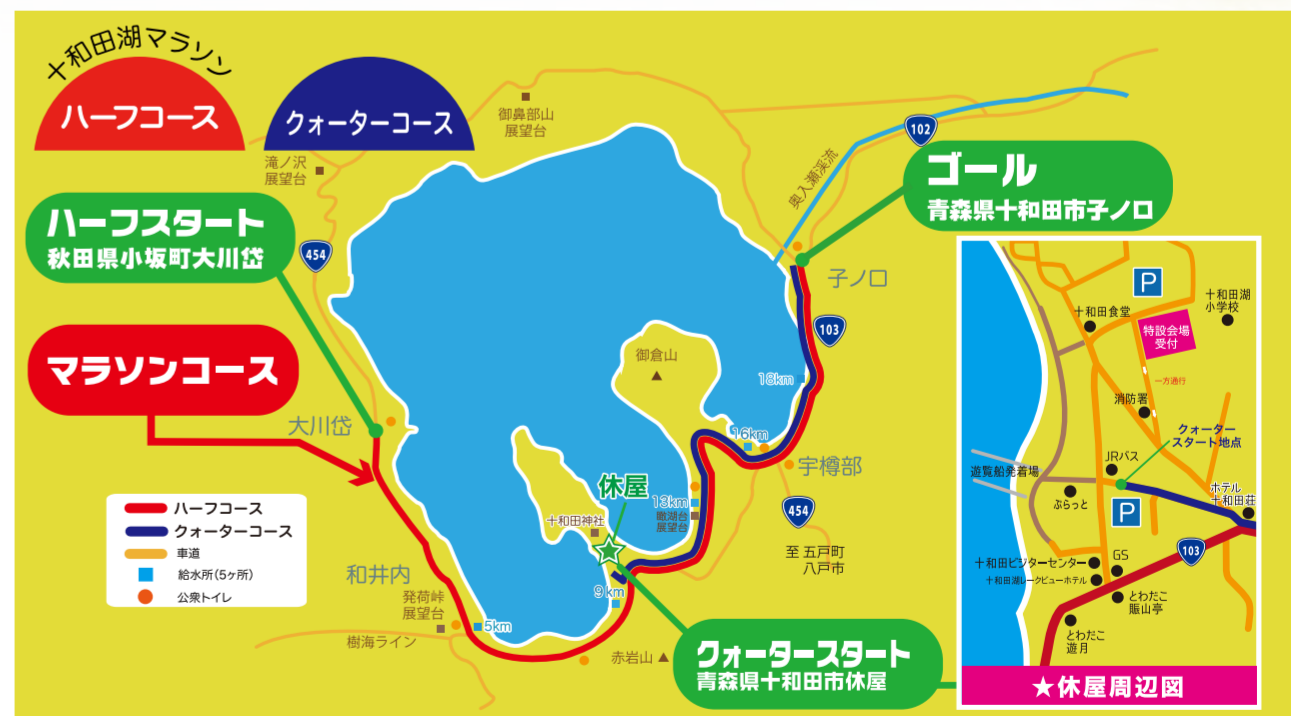 十和田湖マラソン
ハーフコース
クォーターコース
御鼻部山
展望台
滝ノ沢
展望台
ハーフスタート
秋田県小坂町大川岱
454
マラソンコース
大川岱
ハーフコース
クォーターコース
車道
給水所(5ヶ所)
公衆トイレ
和井内
発荷峠
展望台
樹海ライン
5km
赤岩山
9km
十和田神社
休屋
御倉山
13km
瞰湖台
展望台
16km
18km
宇樽部
454
至 五戸町
八戸市
103
子ノ口
奥入瀬渓流
102
ゴール
青森県十和田市子ノ口
クォータースタート
青森県十和田市休屋
P
十和田湖
小学校
十和田食堂
特設会場
受付
一方通行
消防署
クォーター
スタート地点
JRバス
遊覧船発着場
ぷらっと
P
ホテル
十和田荘
103
GS
十和田ビジターセンター
十和田湖レークビューホテル
とわだこ
賑山亭
とわだこ
遊月
★休屋周辺図